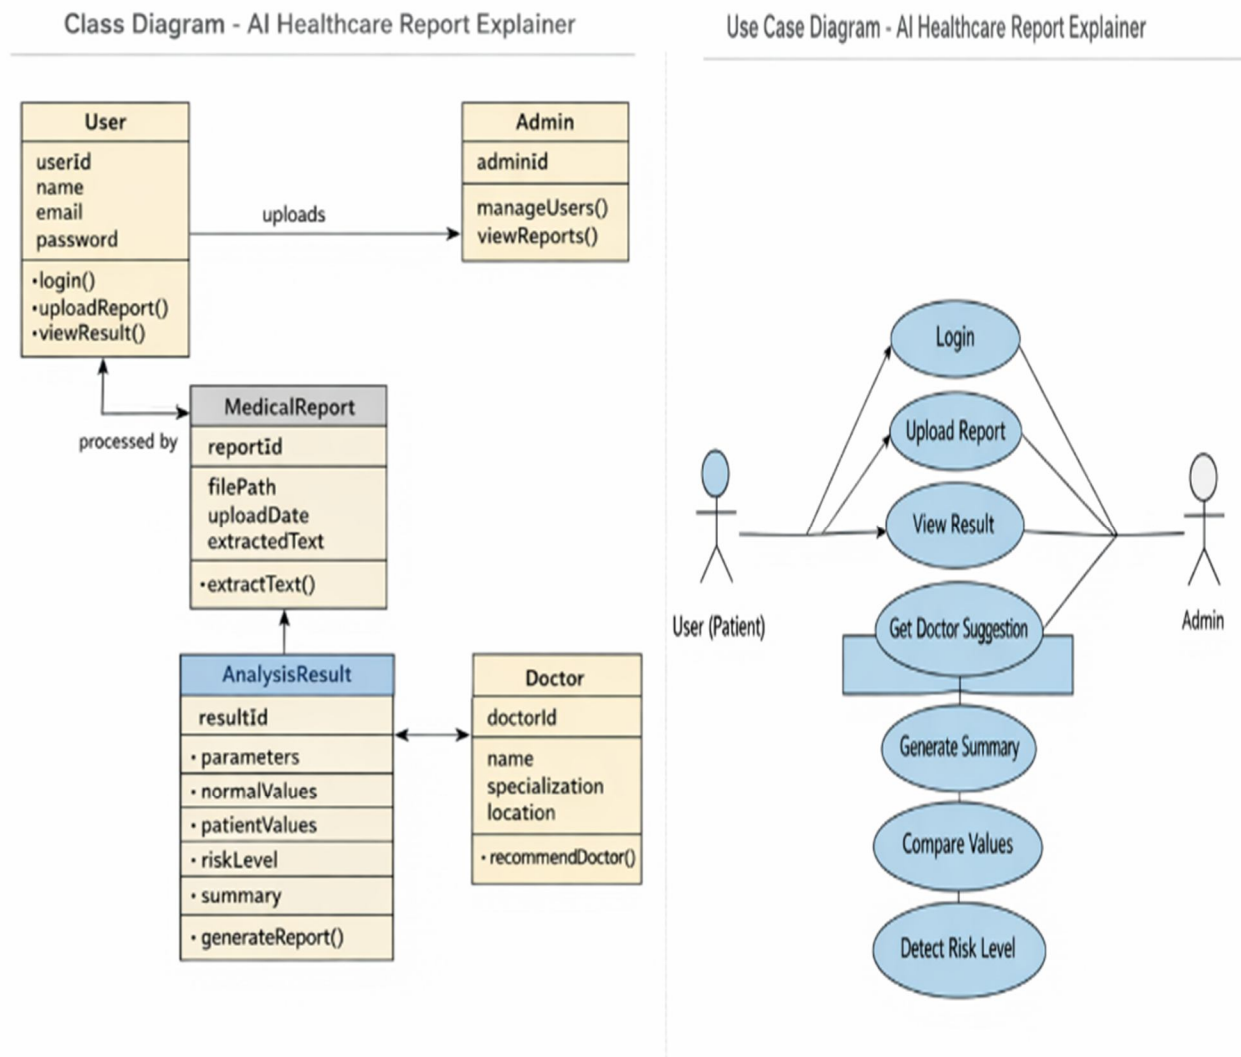 Class Diagram - AI Healthcare Report Explainer
User
userId
name
email
password
•login()
•uploadReport()
•viewResult()
uploads
Admin
adminid
manageUsers()
viewReports()
processed by
MedicalReport
reportid
filePath
uploadDate
extractedText
•extractText()
AnalysisResult
resultId
• parameters
• normalValues
• patientValues
• riskLevel
• summary
• generateReport()
Doctor
doctorId
name
specialization
location
• recommendDoctor()
Use Case Diagram - AI Healthcare Report Explainer
Login
Upload Report
View Result
Get Doctor Suggestion
Generate Summary
Compare Values
Detect Risk Level
User (Patient)
Admin